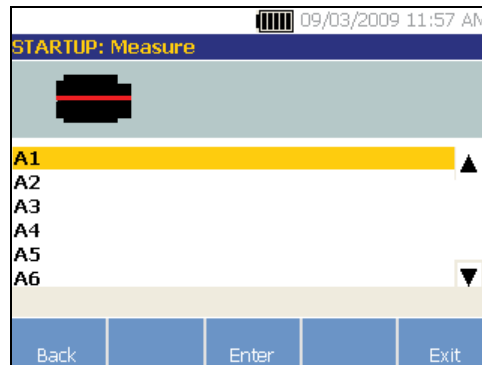 09/03/2009 11:57 AM
STARTUP: Measure
A1
A2
A3
A4
A5
A6
Back Enter Exit